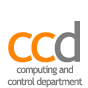 ccd
computing and
control department